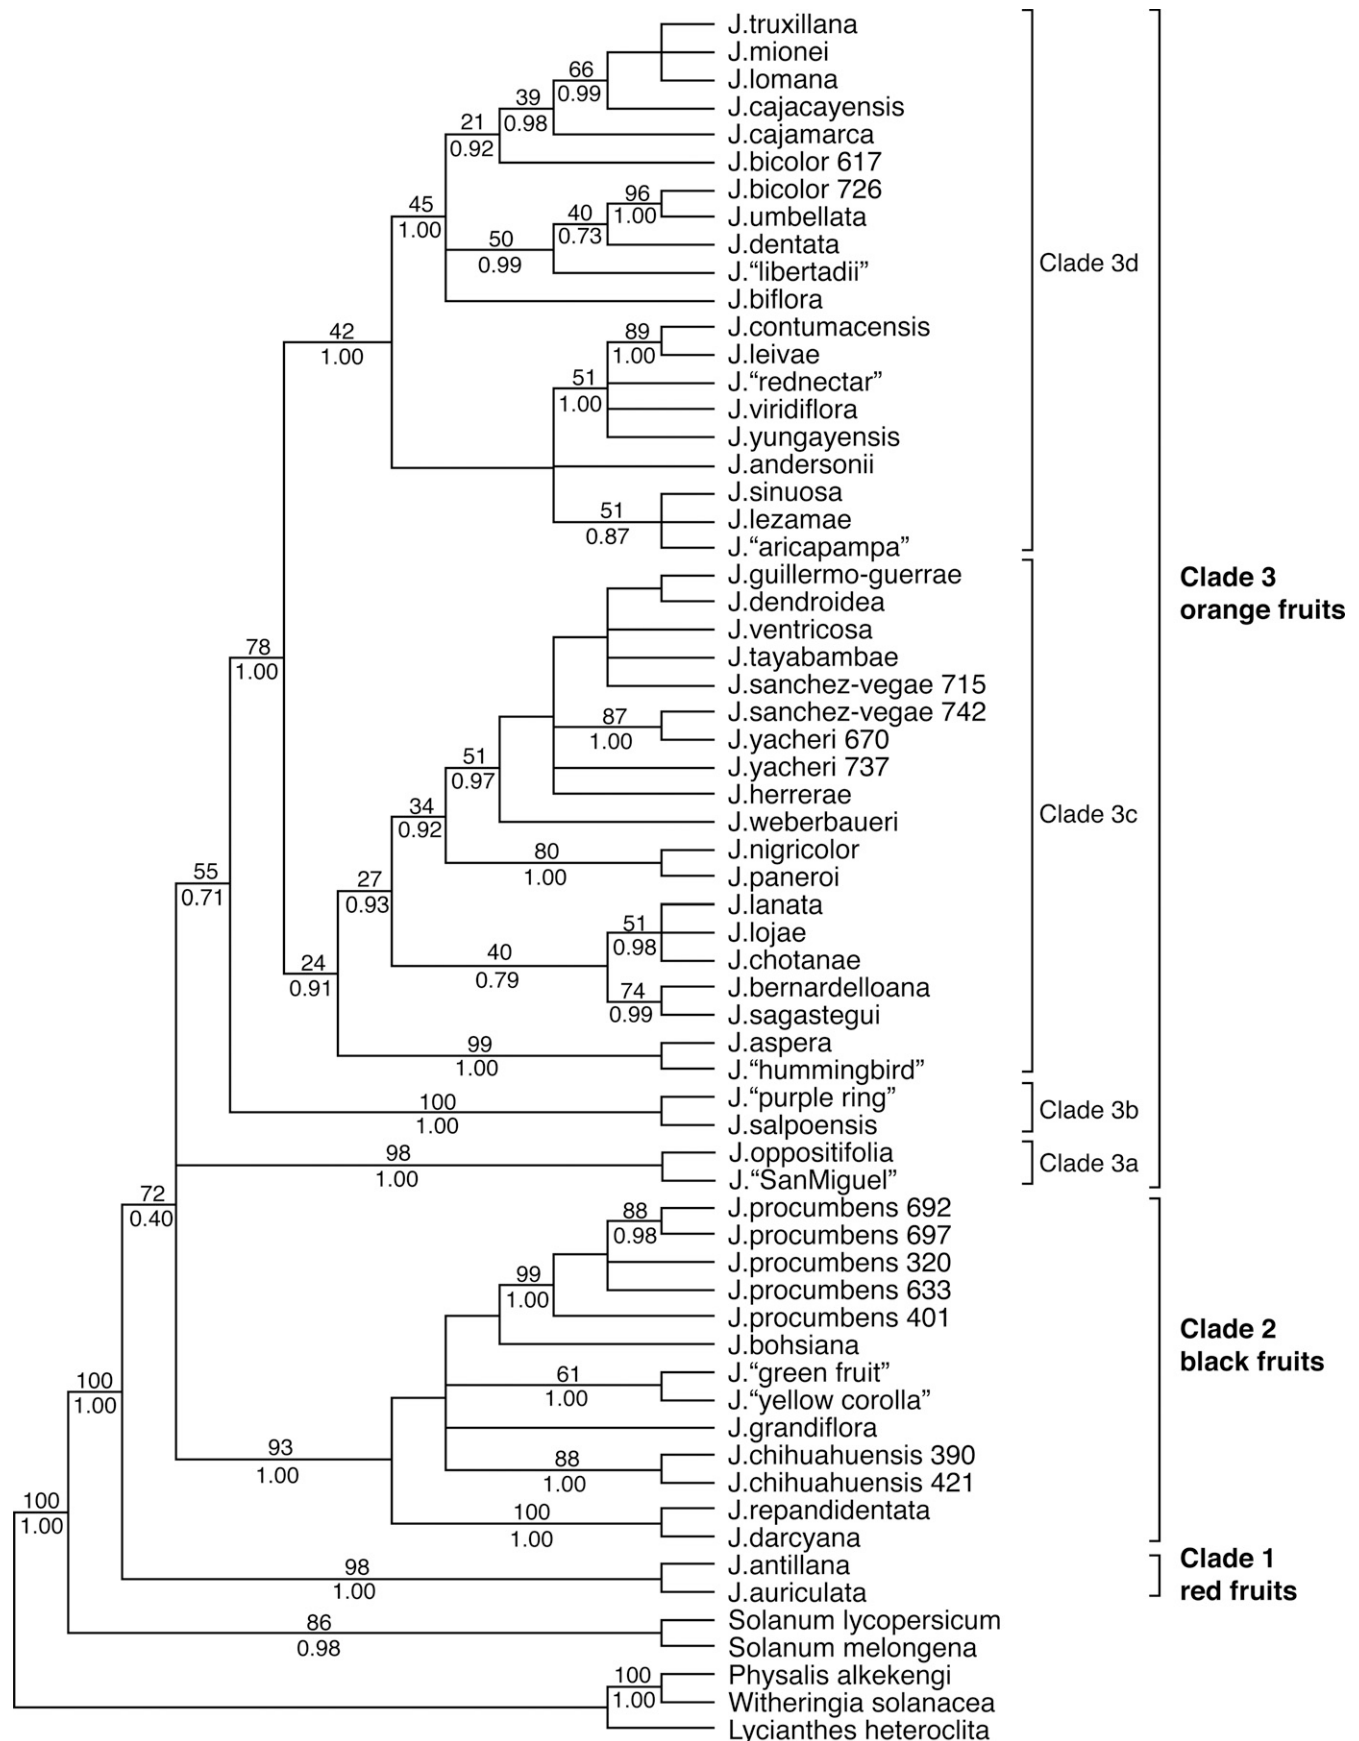 J.truxillana
J.mionei
J.lomana
66
0.99
J.cajacayensis
39
0.98
J.cajamarca
21
0.92
J.bicolor 617
J.bicolor 726
96
1.00
J.umbellata
45
1.00
40
0.73
J.dentata
50
0.99
J.“libertadii”
Clade 3d
J.biflora
J.contumacensis
42
1.00
89
1.00
J.leivae
J.“rednectar”
51
1.00
J.viridiflora
J.yungayensis
J.andersonii
J.sinuosa
51
0.87
J.lezamae
J.“aricapampa”
J.guillermo-guerrae
Clade 3
orange fruits
J.dendroidea
J.ventricosa
78
1.00
J.tayabambae
J.sanchez-vegae 715
J.sanchez-vegae 742
87
1.00
J.yacheri 670
51
0.97
J.yacheri 737
J.herrerae
34
0.92
J.weberbaueri
Clade 3c
J.nigricolor
80
1.00
J.paneroi
55
0.71
27
0.93
J.lanata
51
0.98
J.lojae
40
0.79
J.chotanae
24
0.91
J.bernardelloana
74
0.99
J.sagastegui
J.aspera
99
1.00
J.“hummingbird”
J.“purple ring”
100
1.00
J.salpoensis
Clade 3b
J.oppositifolia
98
1.00
J.“SanMiguel”
Clade 3a
72
0.40
J.procumbens 692
88
0.98
J.procumbens 697
J.procumbens 320
99
1.00
J.procumbens 633
J.procumbens 401
J.bohsiana
Clade 2
black fruits
J.“green fruit”
61
1.00
J.“yellow corolla”
100
1.00
J.grandiflora
93
1.00
J.chihuahuensis 390
88
1.00
J.chihuahuensis 421
100
1.00
J.repandidentata
100
1.00
J.darcyana
J.antillana
98
1.00
J.auriculata
Clade 1
red fruits
Solanum lycopersicum
86
0.98
Solanum melongena
Physalis alkekengi
100
1.00
Witheringia solanacea
Lycianthes heteroclita